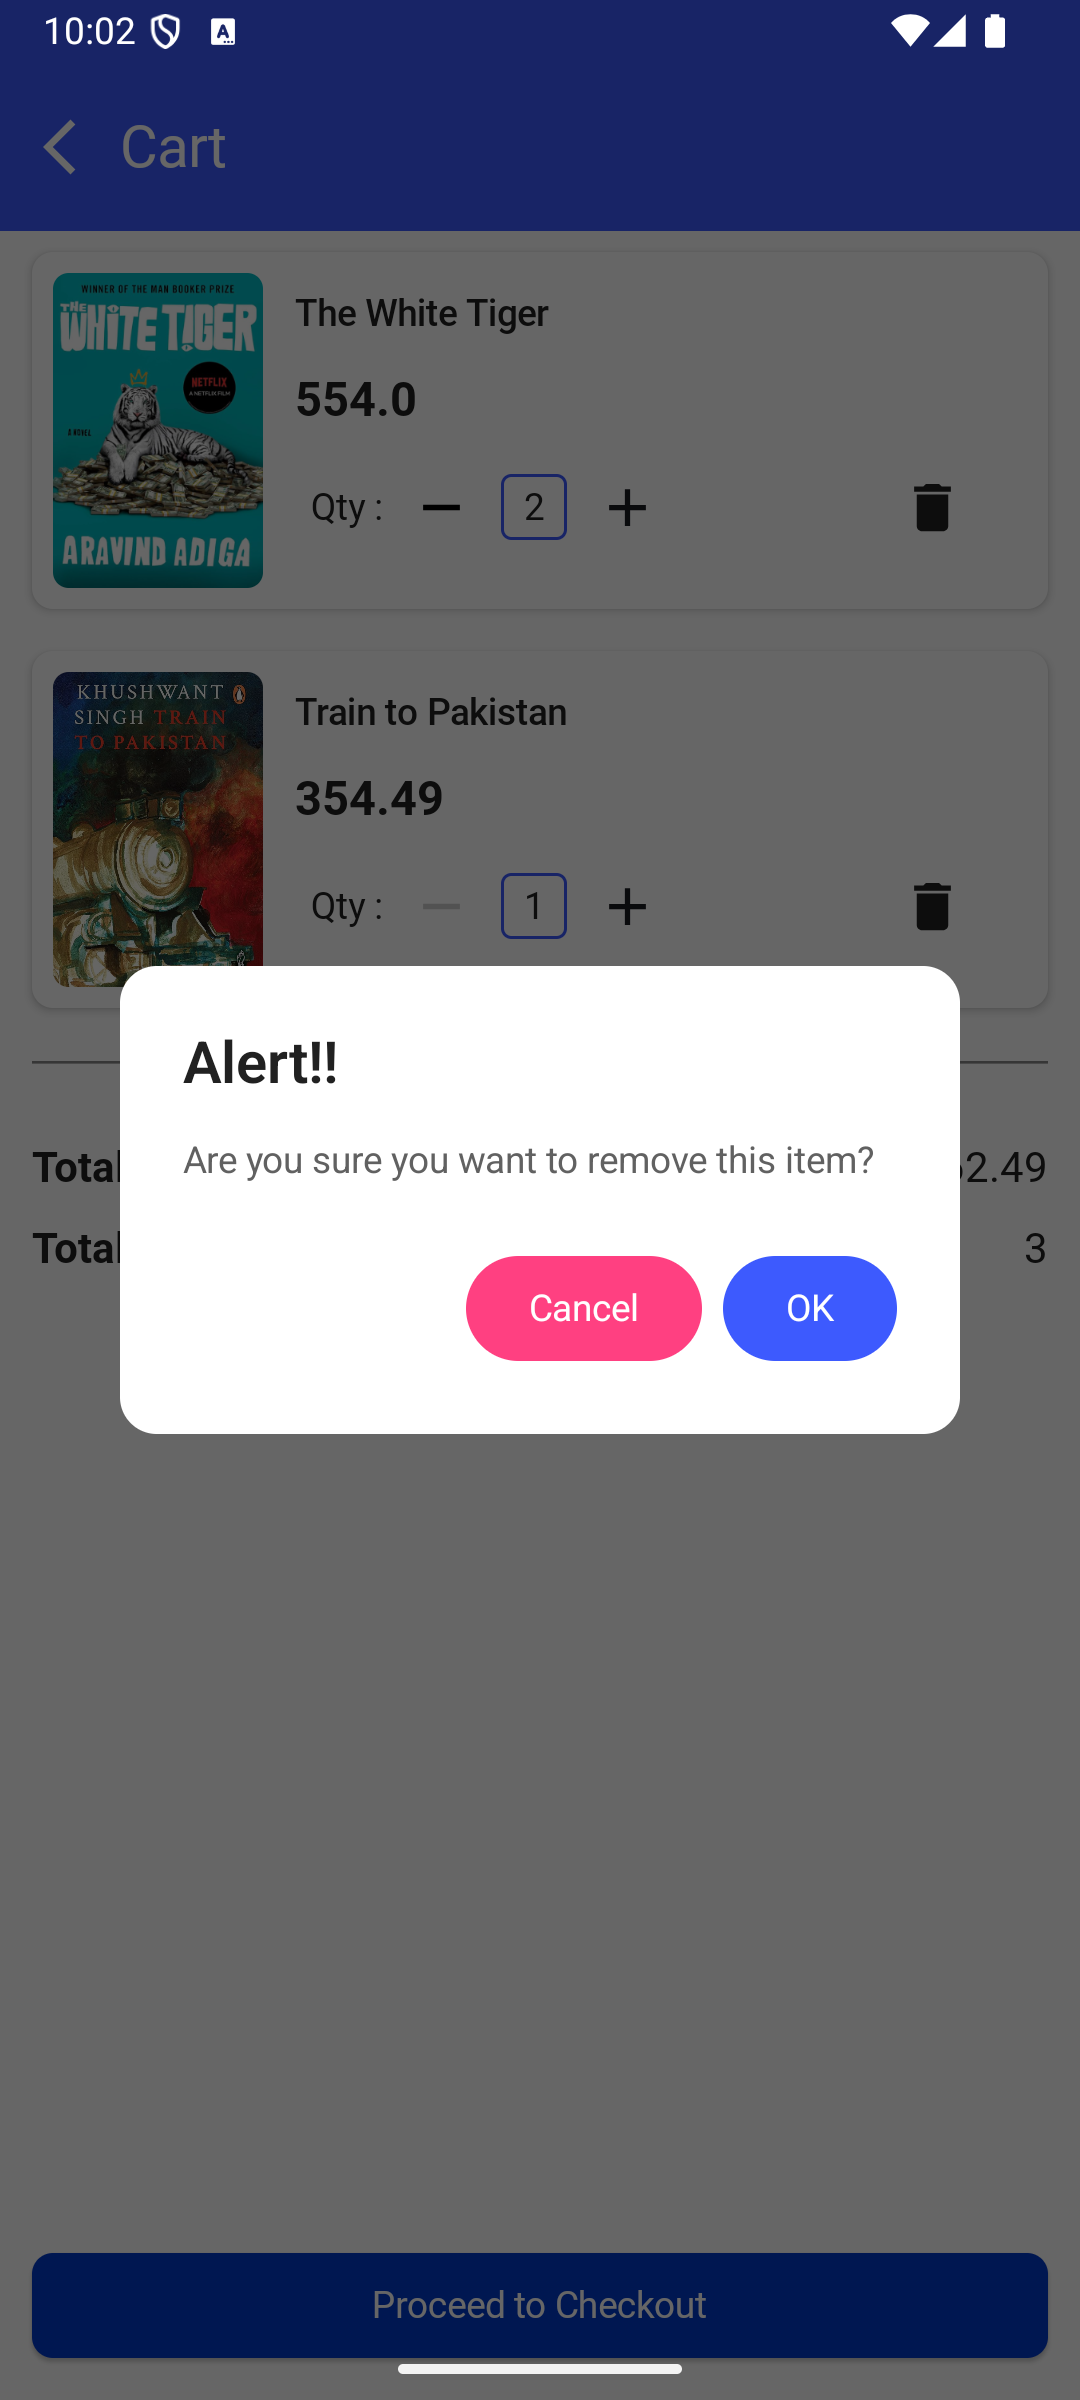 10:02
Cart
WINNER OF THE MAN BOOKER PRIZE
THE
WHITE TIGER
NETFLIX
A NETFLIX FILM
A NOVEL
ARAVIND ADIGA
The White Tiger
554.0
Qty : 2
KHUSHWANT
SINGH TRAIN
TO PAKISTAN
Train to Pakistan
354.49
Qty : 1
Alert!!
Are you sure you want to remove this item?
Total 2.49
Total 3
Cancel OK
Proceed to Checkout